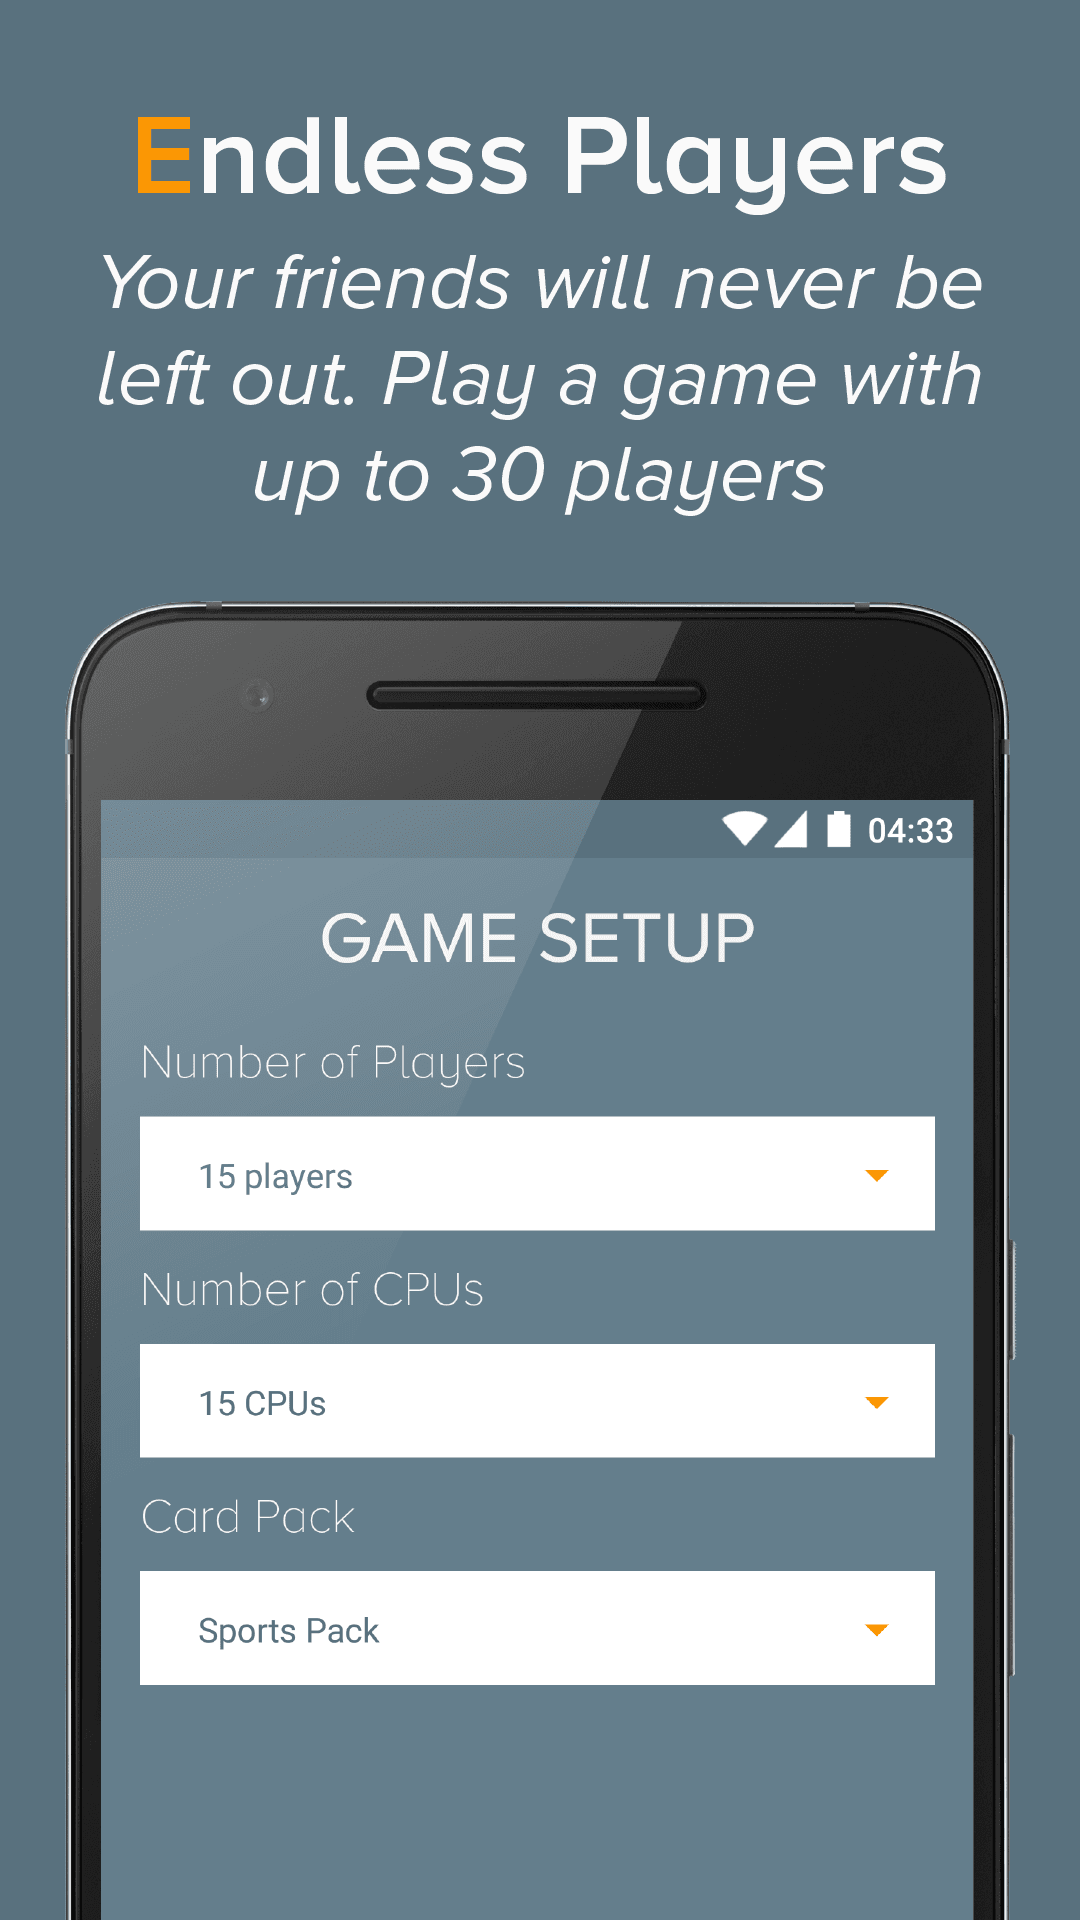 Endless Players
Your friends will never be
left out. Play a game with
up to 30 players
04:33
GAME SETUP
Number of Players
15 players
Number of CPUs
15 CPUs
Card Pack
Sports Pack